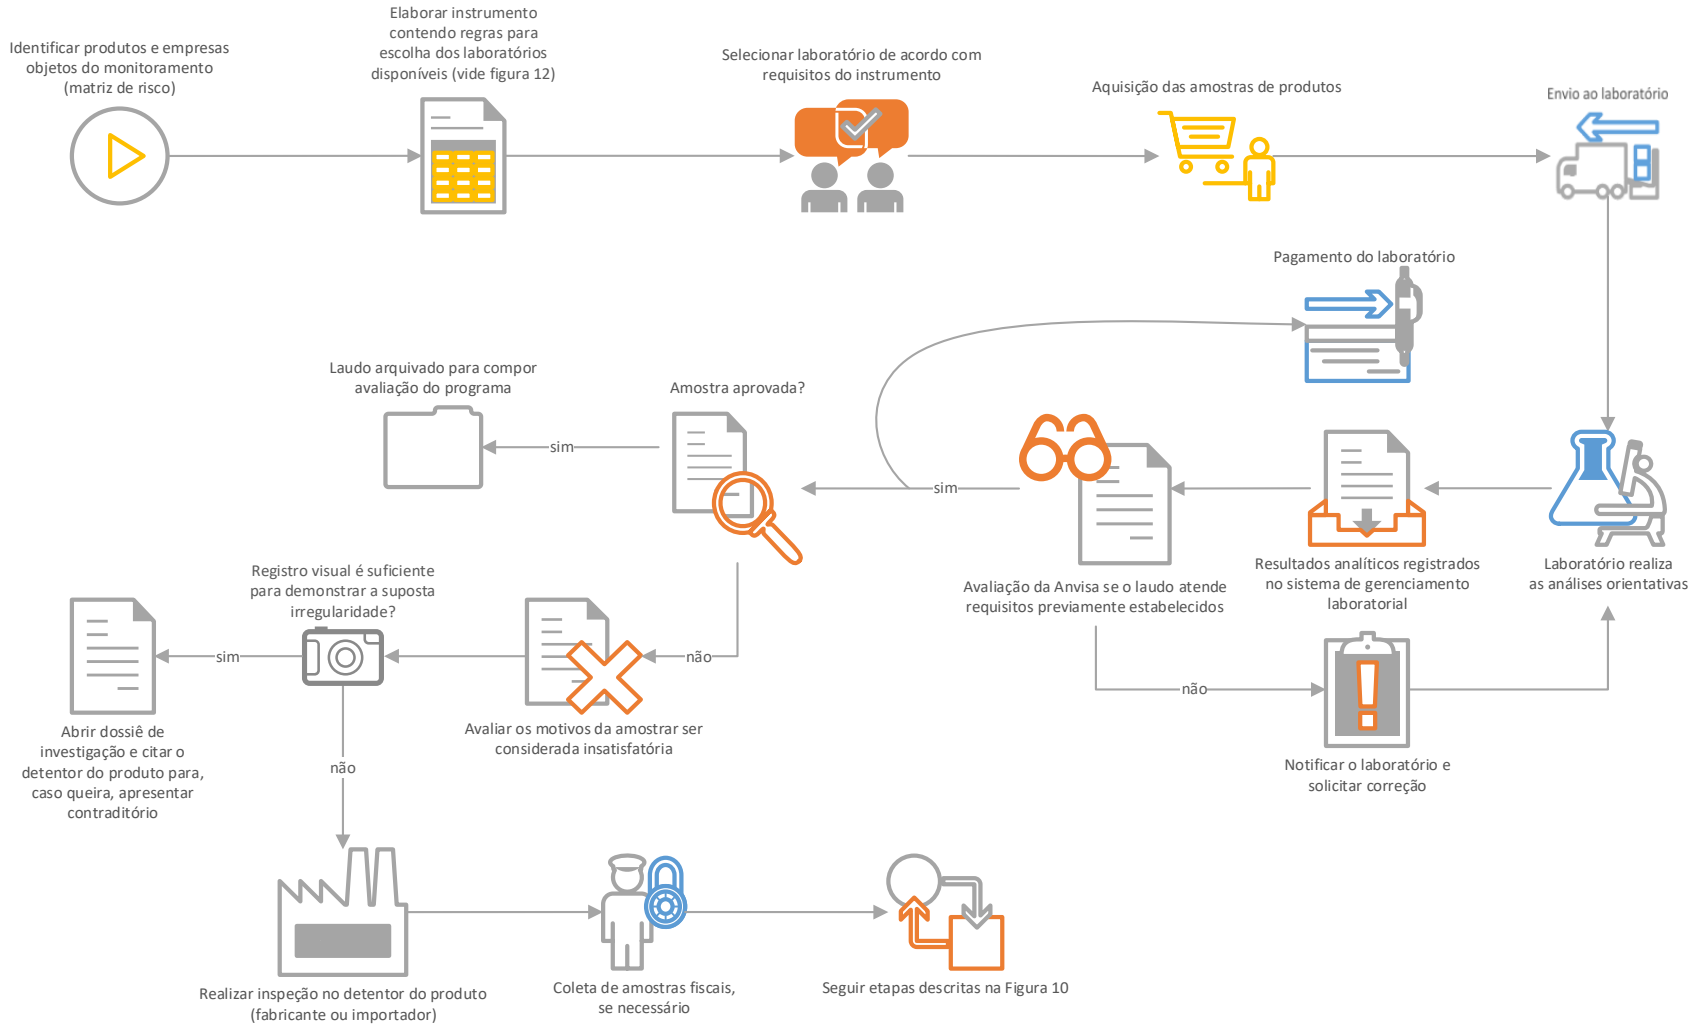 Identificar produtos e empresas
objetos do monitoramento
(matriz de risco)
Elaborar instrumento
contendo regras para
escolha dos laboratórios
disponíveis (vide figura 12)
Selecionar laboratório de acordo com
requisitos do instrumento
Aquisição das amostras de produtos
Envio ao laboratório
Pagamento do laboratório
Laudo arquivado para compor
avaliação do programa
Amostra aprovada?
sim
sim
Avaliação da Anvisa se o laudo atende
requisitos previamente estabelecidos
Resultados analíticos registrados
no sistema de gerenciamento
laboratorial
Laboratório realiza
as análises orientativas
Registro visual é suficiente
para demonstrar a suposta
irregularidade?
sim
não
não
Abrir dossiê de
investigação e citar o
detentor do produto para,
caso queira, apresentar
contraditório
Avaliar os motivos da amostrar ser
considerada insatisfatória
Notificar o laboratório e
solicitar correção
não
Realizar inspeção no detentor do produto
(fabricante ou importador)
Coleta de amostras fiscais,
se necessário
Seguir etapas descritas na Figura 10